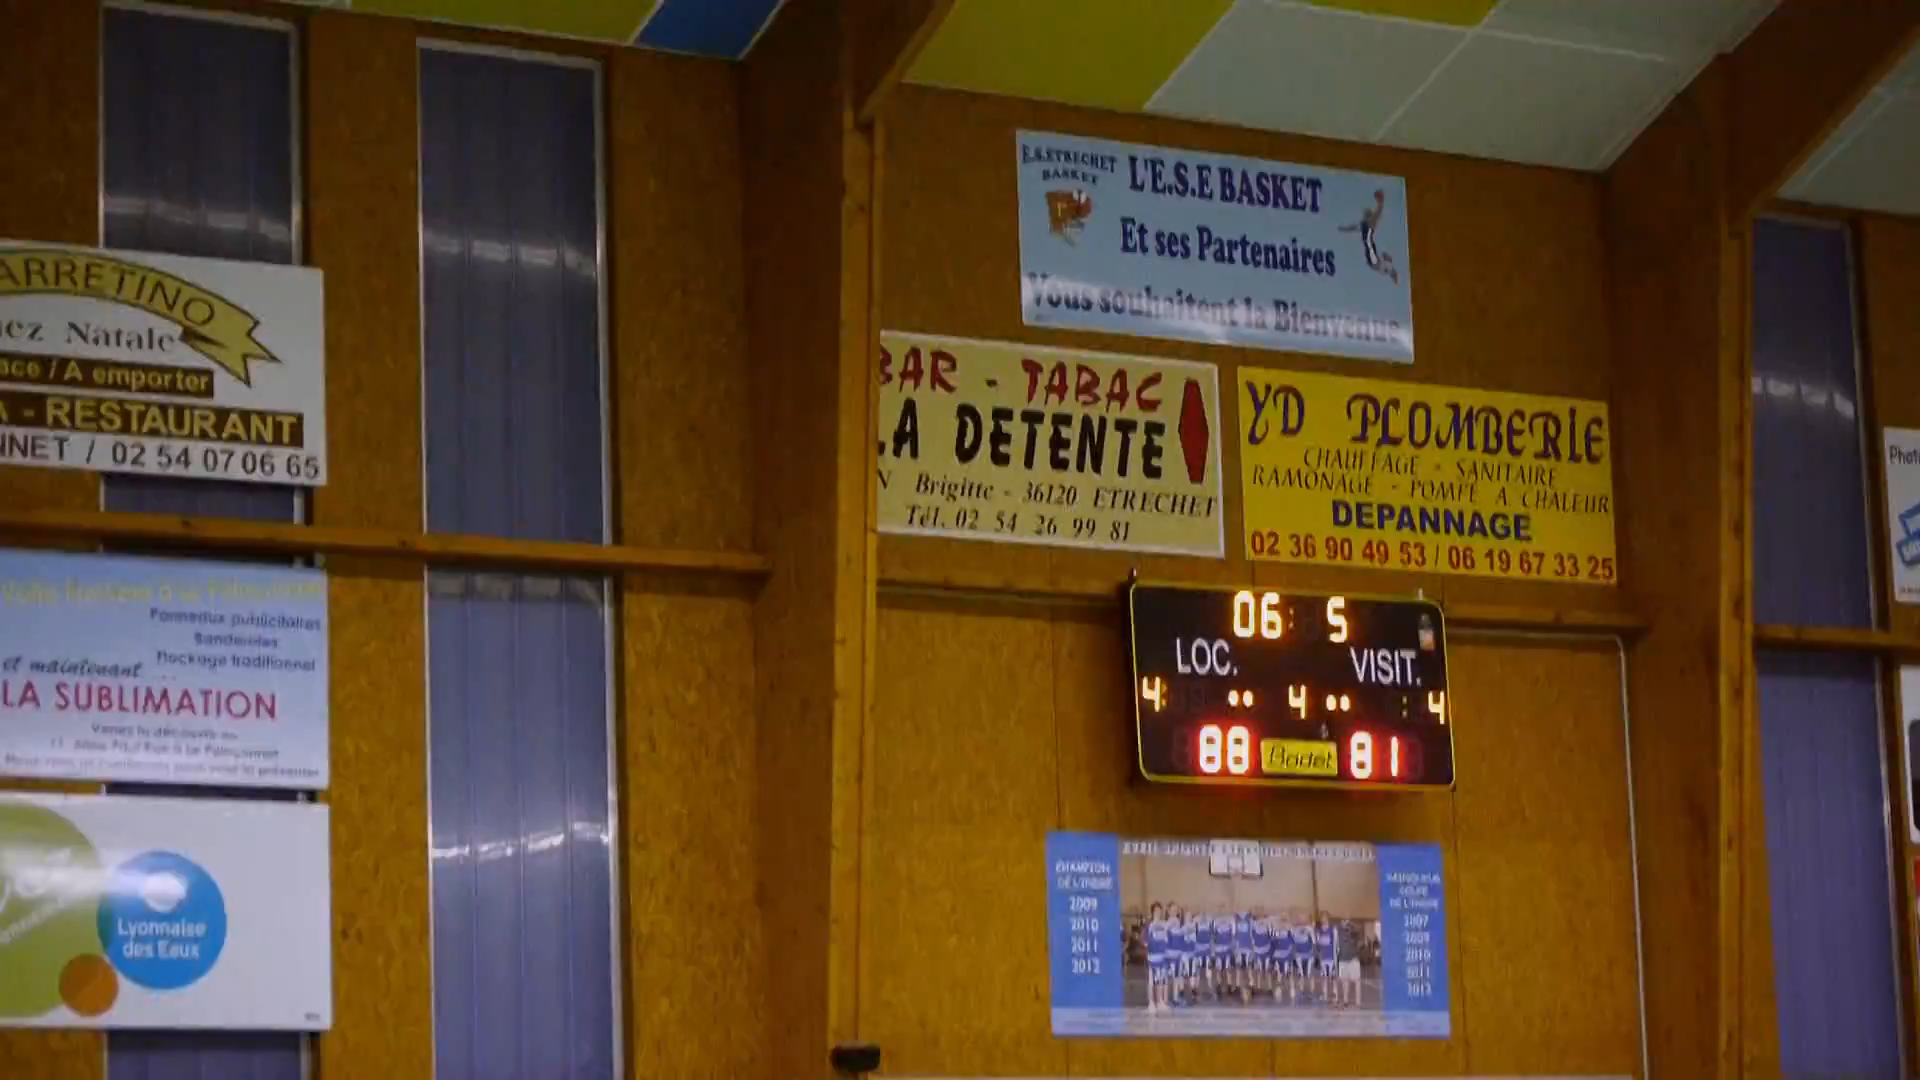 ARRETINO
Natale
/ A emporter
- RESTAURANT
/ 02 54 07 06 65
Panneaux publicitaires
Banderoles
et maintenant
Flockage traditionnel
LA SUBLIMATION
Lyonnaise
des Eaux
E.S.ETRECHET
BASKET
L'E.S.E BASKET
Et ses Partenaires
Vous souhaitent la Bienvenue
BAR - TABAC
LA DETENTE
Brigitte - 36120 ETRECHET
Tél. 02 54 26 99 81
YD PLOMBERIE
CHAUFFAGE - SANITAIRE
RAMONAGE - POMPE A CHALEUR
DEPANNAGE
02 36 90 49 53 / 06 19 67 33 25
06: 5
LOC. VISIT.
4 4 4
88 Bodet 81
CHAMPION
DE L'INDRE
2009
2010
2011
2012
2007
2009
2010
2011
2012